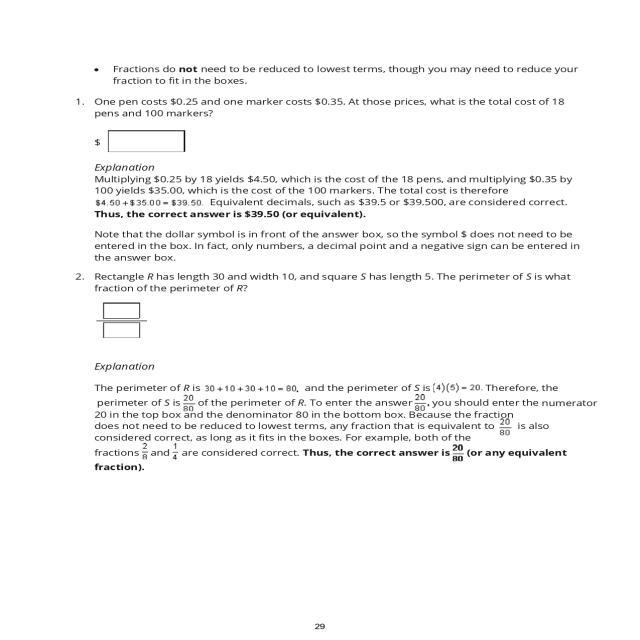 • Fractions do not need to be reduced to lowest terms, though you may need to reduce your
fraction to fit in the boxes.
1. One pen costs $0.25 and one marker costs $0.35. At those prices, what is the total cost of 18
pens and 100 markers?
$
Explanation
Multiplying $0.25 by 18 yields $4.50, which is the cost of the 18 pens, and multiplying $0.35 by
100 yields $35.00, which is the cost of the 100 markers. The total cost is therefore
$4.50 + $35.00 = $39.50. Equivalent decimals, such as $39.5 or $39.500, are considered correct.
Thus, the correct answer is $39.50 (or equivalent).
Note that the dollar symbol is in front of the answer box, so the symbol $ does not need to be
entered in the box. In fact, only numbers, a decimal point and a negative sign can be entered in
the answer box.
2. Rectangle R has length 30 and width 10, and square S has length 5. The perimeter of S is what
fraction of the perimeter of R?
Explanation
The perimeter of R is 30 + 10 + 30 + 10 = 80, and the perimeter of S is (4)(5) = 20. Therefore, the
perimeter of S is 20/80 of the perimeter of R. To enter the answer 20/80, you should enter the numerator
20 in the top box and the denominator 80 in the bottom box. Because the fraction
does not need to be reduced to lowest terms, any fraction that is equivalent to 20/80 is also
considered correct, as long as it fits in the boxes. For example, both of the
fractions 2/8 and 1/4 are considered correct. Thus, the correct answer is 20/80 (or any equivalent
fraction).
29